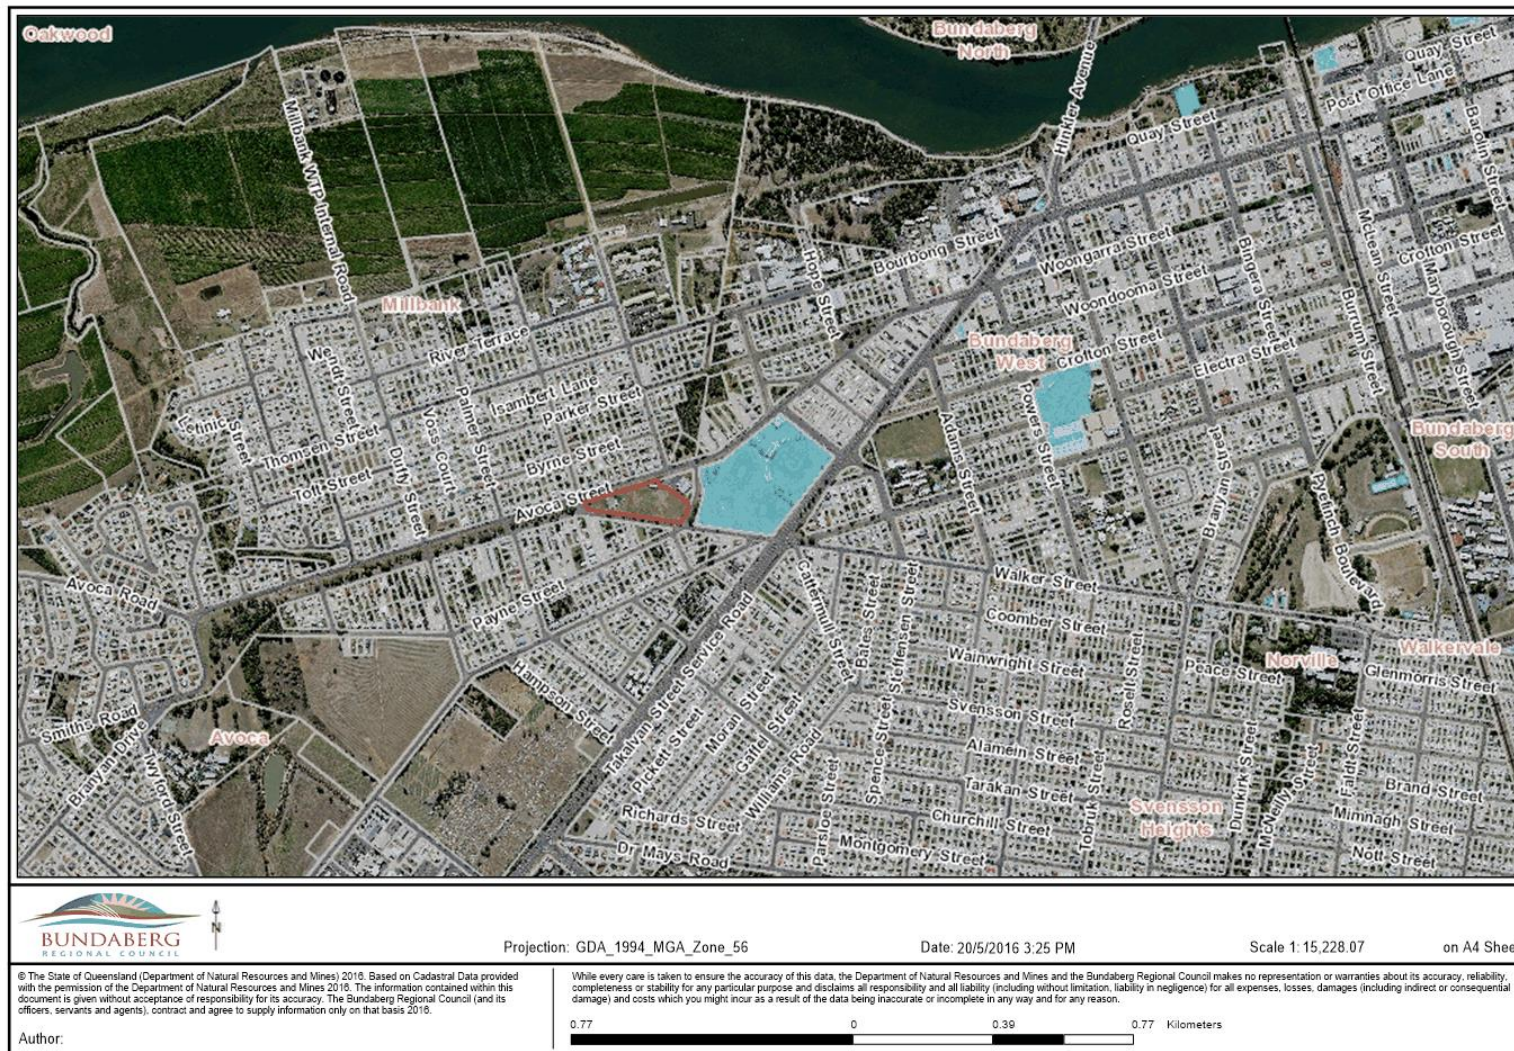 Oakwood
Bundaberg
North
Hinkler Avenue
Quay Street
Post Office Lane
Barolin Street
Quay Street
Millbank WTP Internal Road
Hope Street
Bourbong Street
Woongarra Street
Woondooma Street
Bingera Street
McLean Street
Crofton Street
Maryborough Street
Burrum Street
Millbank
River Terrace
Wendt Street
Isambert Lane
Parker Street
Palmer Street
Voss Court
Duffy Street
Lehnic Street
Thomsen Street
Toft Street
Byrne Street
Avoca Street
Bundaberg
West
Crofton Street
Electra Street
Powers Street
Adams Street
Branyan Street
Pyefinch Boulevard
Bundaberg
South
Avoca Road
Payne Street
Hampson Street
Takalvan Street Service Road
Catermull Street
Bates Street
Steffensen Street
Walker Street
Coomber Street
Wainwright Street
Rosell Street
Peace Street
Norville
Walkervale
Glenmorris Street
Smiths Road
Branyan Drive
Twyford Street
Avoca
Pickett Street
Moran Street
Gaffel Street
Williams Road
Richards Street
Dr Mays Road
Parsloe Street
Spence Street
Svensson Street
Alamein Street
Tarakan Street
Churchill Street
Montgomery Street
Tobruk Street
Svensson
Heights
Dunkirk Street
McNeilly Street
Faldt Street
Brand Street
Mimnagh Street
Nott Street
BUNDABERG
REGIONAL COUNCIL
N
Projection: GDA_1994_MGA_Zone_56
Date: 20/5/2016 3:25 PM
Scale 1: 15,228.07
on A4 Shee
© The State of Queensland (Department of Natural Resources and Mines) 2016. Based on Cadastral Data provided
with the permission of the Department of Natural Resources and Mines 2016. The information contained within this
document is given without acceptance of responsibility for its accuracy. The Bundaberg Regional Council (and its
officers, servants and agents), contract and agree to supply information only on that basis 2016.
Author:
While every care is taken to ensure the accuracy of this data, the Department of Natural Resources and Mines and the Bundaberg Regional Council makes no representation or warranties about its accuracy, reliability,
completeness or stability for any particular purpose and disclaims all responsibility and all liability (including without limitation, liability in negligence) for all expenses, losses, damages (including indirect or consequential
damage) and costs which you might incur as a result of the data being inaccurate or incomplete in any way and for any reason.
0.77
0
0.39
0.77 Kilometers